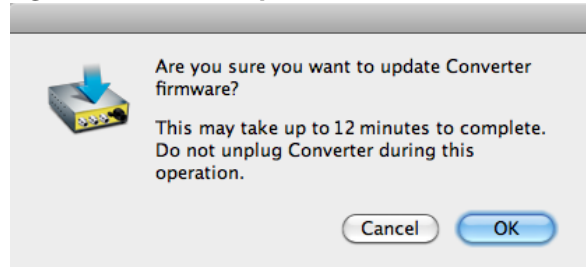 Are you sure you want to update Converter
firmware?
This may take up to 12 minutes to complete.
Do not unplug Converter during this
operation.
Cancel
OK